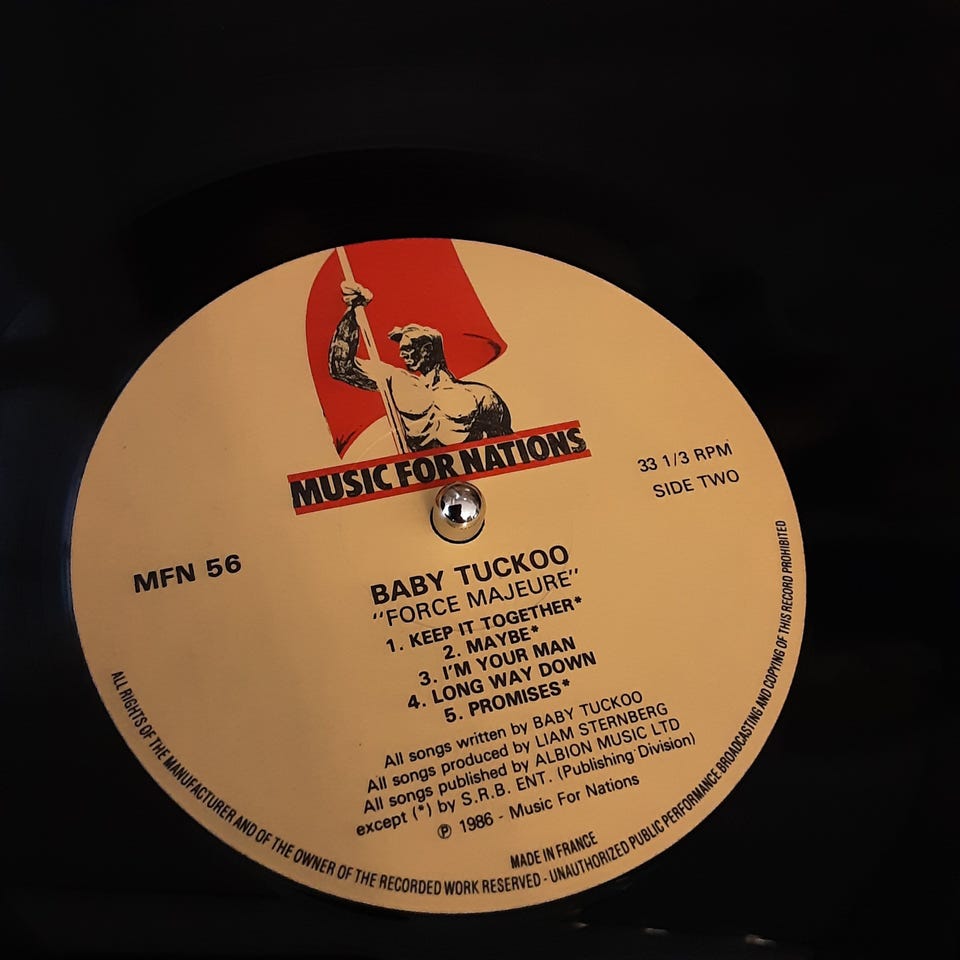 MUSIC FOR NATIONS
33 1/3 RPM
SIDE TWO
MFN 56
BABY TUCKOO
"FORCE MAJEURE"
1. KEEP IT TOGETHER*
2. MAYBE*
3. I'M YOUR MAN
4. LONG WAY DOWN
5. PROMISES*
All songs written by BABY TUCKOO
All songs produced by LIAM STERNBERG
All songs published by ALBION MUSIC LTD
except (*) by S.R.B. ENT. (Publishing Division)
℗ 1986 - Music For Nations
MADE IN FRANCE
ALL RIGHTS OF THE MANUFACTURER AND OF THE OWNER OF THE RECORDED WORK RESERVED - UNAUTHORIZED PUBLIC PERFORMANCE BROADCASTING AND COPYING OF THIS RECORD PROHIBITED